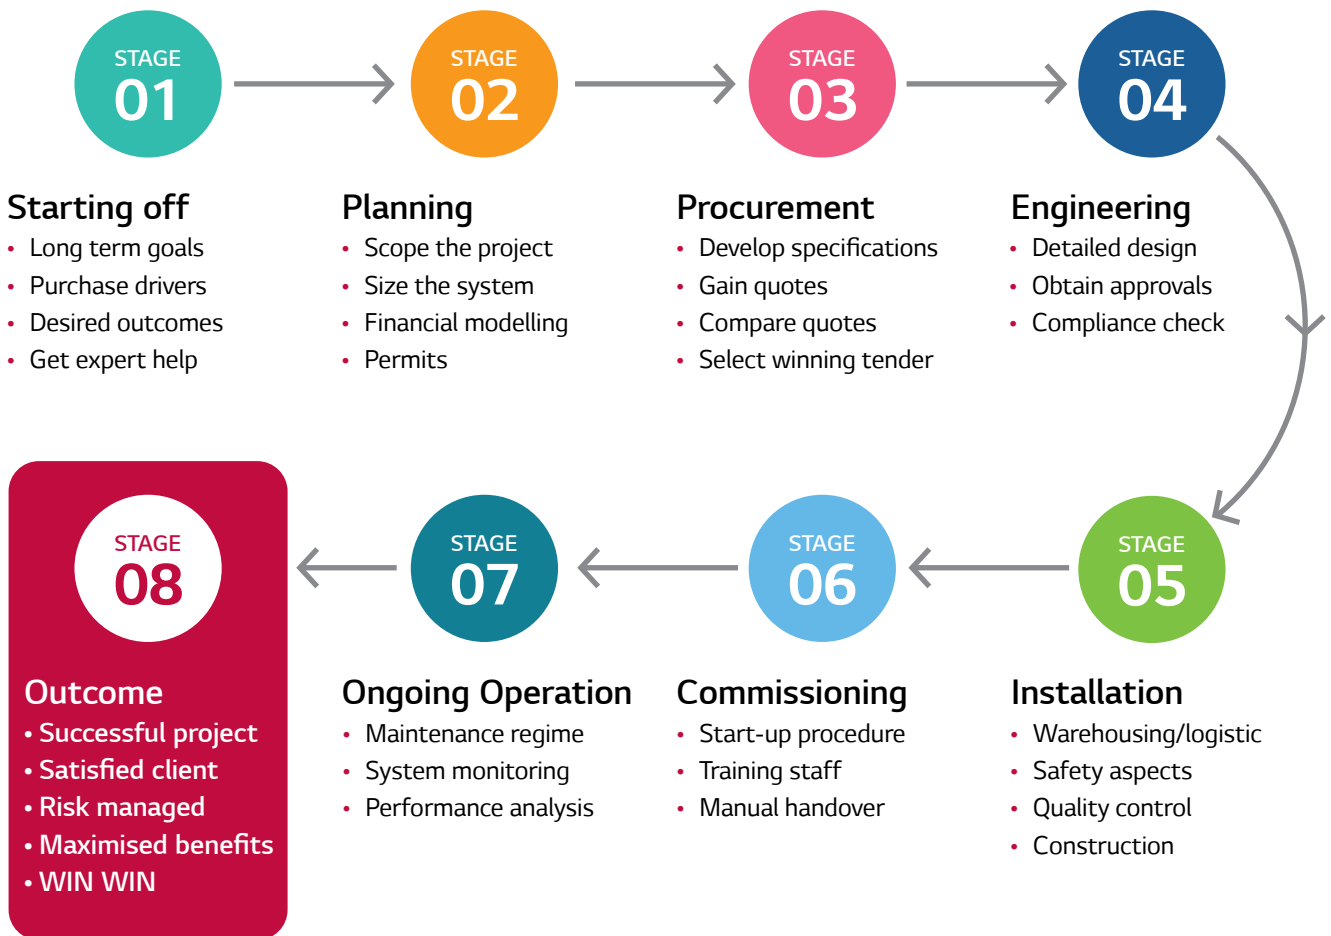 STAGE
01
Starting off
• Long term goals
• Purchase drivers
• Desired outcomes
• Get expert help
STAGE
02
Planning
• Scope the project
• Size the system
• Financial modelling
• Permits
STAGE
03
Procurement
• Develop specifications
• Gain quotes
• Compare quotes
• Select winning tender
STAGE
04
Engineering
• Detailed design
• Obtain approvals
• Compliance check
STAGE
05
Installation
• Warehousing/logistic
• Safety aspects
• Quality control
• Construction
STAGE
06
Commissioning
• Start-up procedure
• Training staff
• Manual handover
STAGE
07
Ongoing Operation
• Maintenance regime
• System monitoring
• Performance analysis
STAGE
08
Outcome
• Successful project
• Satisfied client
• Risk managed
• Maximised benefits
• WIN WIN